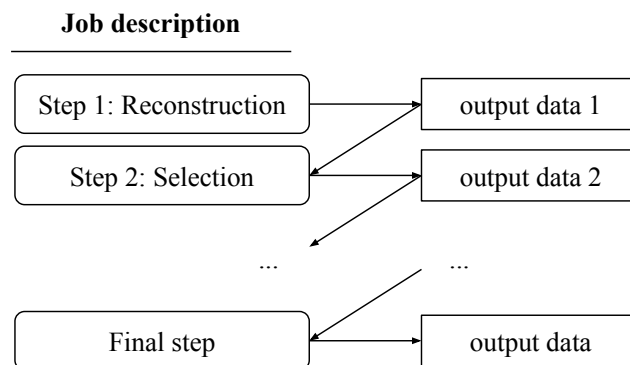 Job description
Step 1: Reconstruction
output data 1
Step 2: Selection
output data 2
...
...
Final step
output data